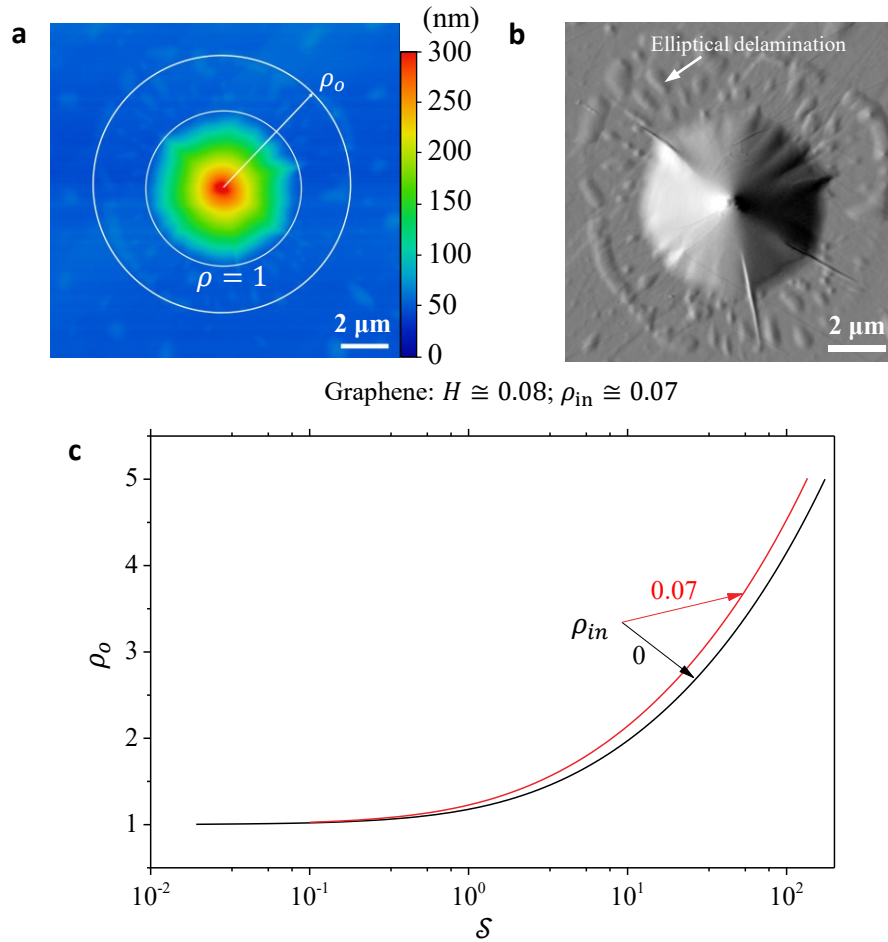 a
(nm)
300
250
200
150
100
50
0
ρₒ
ρ = 1
2 μm
b
Elliptical delamination
2 μm
Graphene: H ≅ 0.08; ρᵢₙ ≅ 0.07
c
5
4
3
2
1
ρₒ
0.07
ρᵢₙ
0
10⁻² 10⁻¹ 10⁰ 10¹ 10²
𝒮